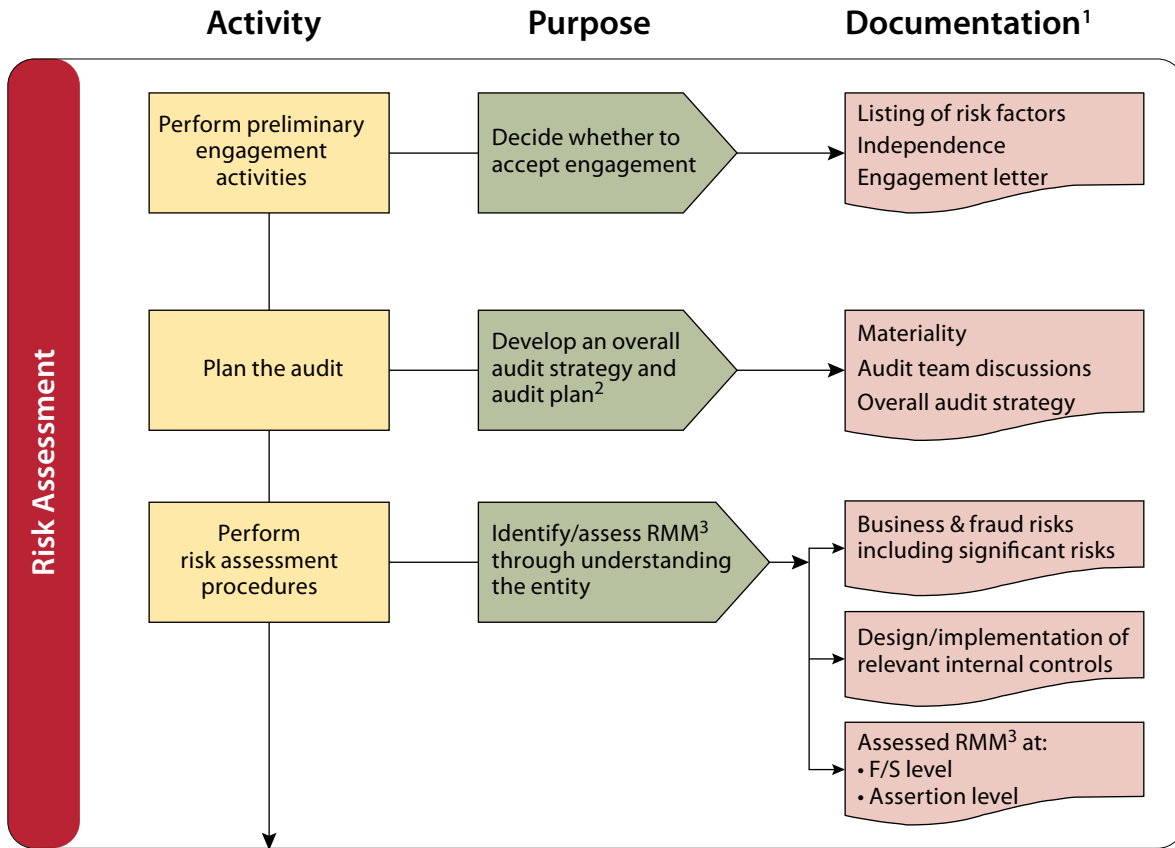 Activity
Purpose
Documentation¹
Risk Assessment
Perform preliminary
engagement
activities
Decide whether to
accept engagement
Listing of risk factors
Independence
Engagement letter
Plan the audit
Develop an overall
audit strategy and
audit plan²
Materiality
Audit team discussions
Overall audit strategy
Perform
risk assessment
procedures
Identify/assess RMM³
through understanding
the entity
Business & fraud risks
including significant risks
Design/implementation of
relevant internal controls
Assessed RMM³ at:
• F/S level
• Assertion level